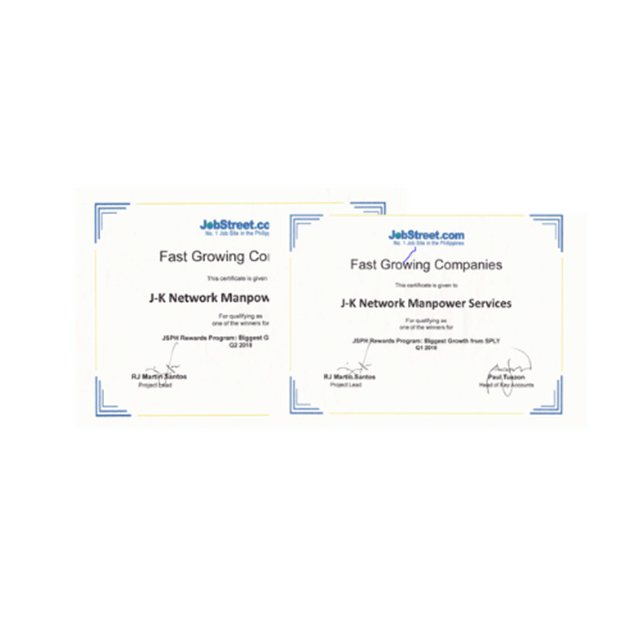 JobStreet.co
No. 1 Job Site in the Philipp
Fast Growing Co
This certificate is given
J-K Network Manpow
For qualifying as
one of the winners for
JSPH Rewards Program: Biggest G
Q2 2018
RJ Martin Santos
Project Lead
JobStreet.com
No. 1 Job Site in the Philippines
Fast Growing Companies
This certificate is given to
J-K Network Manpower Services
For qualifying as
one of the winners for
JSPH Rewards Program: Biggest Growth from SPLY
Q1 2018
RJ Martin Santos
Project Lead
Paul Tuazon
Head of Key Accounts